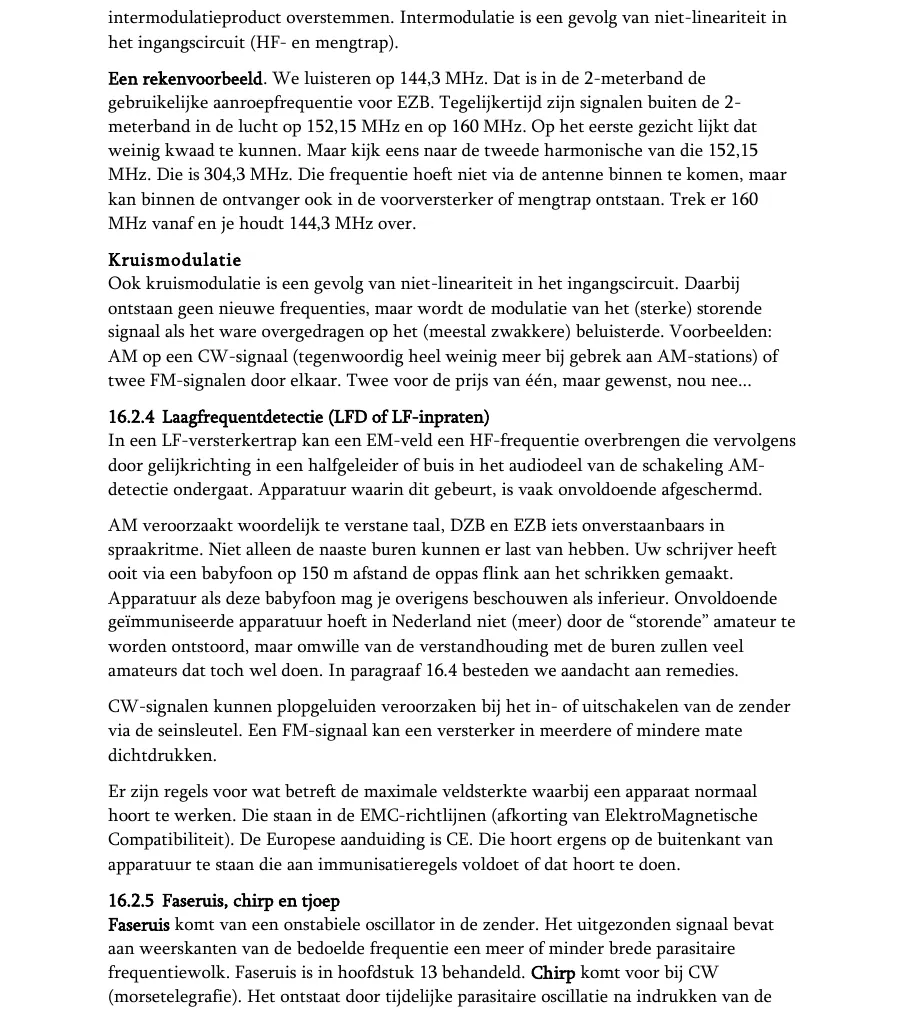 intermodulatieproduct overstemmen. Intermodulatie is een gevolg van niet-lineariteit in
het ingangscircuit (HF- en mengtrap).
Een rekenvoorbeeld. We luisteren op 144,3 MHz. Dat is in de 2-meterband de
gebruikelijke aanroepfrequentie voor EZB. Tegelijkertijd zijn signalen buiten de 2-
meterband in de lucht op 152,15 MHz en op 160 MHz. Op het eerste gezicht lijkt dat
weinig kwaad te kunnen. Maar kijk eens naar de tweede harmonische van die 152,15
MHz. Die is 304,3 MHz. Die frequentie hoeft niet via de antenne binnen te komen, maar
kan binnen de ontvanger ook in de voorversterker of mengtrap ontstaan. Trek er 160
MHz vanaf en je houdt 144,3 MHz over.
Kruismodulatie
Ook kruismodulatie is een gevolg van niet-lineariteit in het ingangscircuit. Daarbij
ontstaan geen nieuwe frequenties, maar wordt de modulatie van het (sterke) storende
signaal als het ware overgedragen op het (meestal zwakkere) beluisterde. Voorbeelden:
AM op een CW-signaal (tegenwoordig heel weinig meer bij gebrek aan AM-stations) of
twee FM-signalen door elkaar. Twee voor de prijs van één, maar gewenst, nou nee...
16.2.4 Laagfrequentdetectie (LFD of LF-inpraten)
In een LF-versterkertrap kan een EM-veld een HF-frequentie overbrengen die vervolgens
door gelijkrichting in een halfgeleider of buis in het audiodeel van de schakeling AM-
detectie ondergaat. Apparatuur waarin dit gebeurt, is vaak onvoldoende afgeschermd.
AM veroorzaakt woordelijk te verstane taal, DZB en EZB iets onverstaanbaars in
spraakritme. Niet alleen de naaste buren kunnen er last van hebben. Uw schrijver heeft
ooit via een babyfoon op 150 m afstand de oppas flink aan het schrikken gemaakt.
Apparatuur als deze babyfoon mag je overigens beschouwen als inferieur. Onvoldoende
geïmmuniseerde apparatuur hoeft in Nederland niet (meer) door de “storende” amateur te
worden ontstoord, maar omwille van de verstandhouding met de buren zullen veel
amateurs dat toch wel doen. In paragraaf 16.4 besteden we aandacht aan remedies.
CW-signalen kunnen plopgeluiden veroorzaken bij het in- of uitschakelen van de zender
via de seinsleutel. Een FM-signaal kan een versterker in meerdere of mindere mate
dichtdrukken.
Er zijn regels voor wat betreft de maximale veldsterkte waarbij een apparaat normaal
hoort te werken. Die staan in de EMC-richtlijnen (afkorting van ElektroMagnetische
Compatibiliteit). De Europese aanduiding is CE. Die hoort ergens op de buitenkant van
apparatuur te staan die aan immunisatieregels voldoet of dat hoort te doen.
16.2.5 Faseruis, chirp en tjoep
Faseruis komt van een onstabiele oscillator in de zender. Het uitgezonden signaal bevat
aan weerskanten van de bedoelde frequentie een meer of minder brede parasitaire
frequentiewolk. Faseruis is in hoofdstuk 13 behandeld. Chirp komt voor bij CW
(morsetelegrafie). Het ontstaat door tijdelijke parasitaire oscillatie na indrukken van de